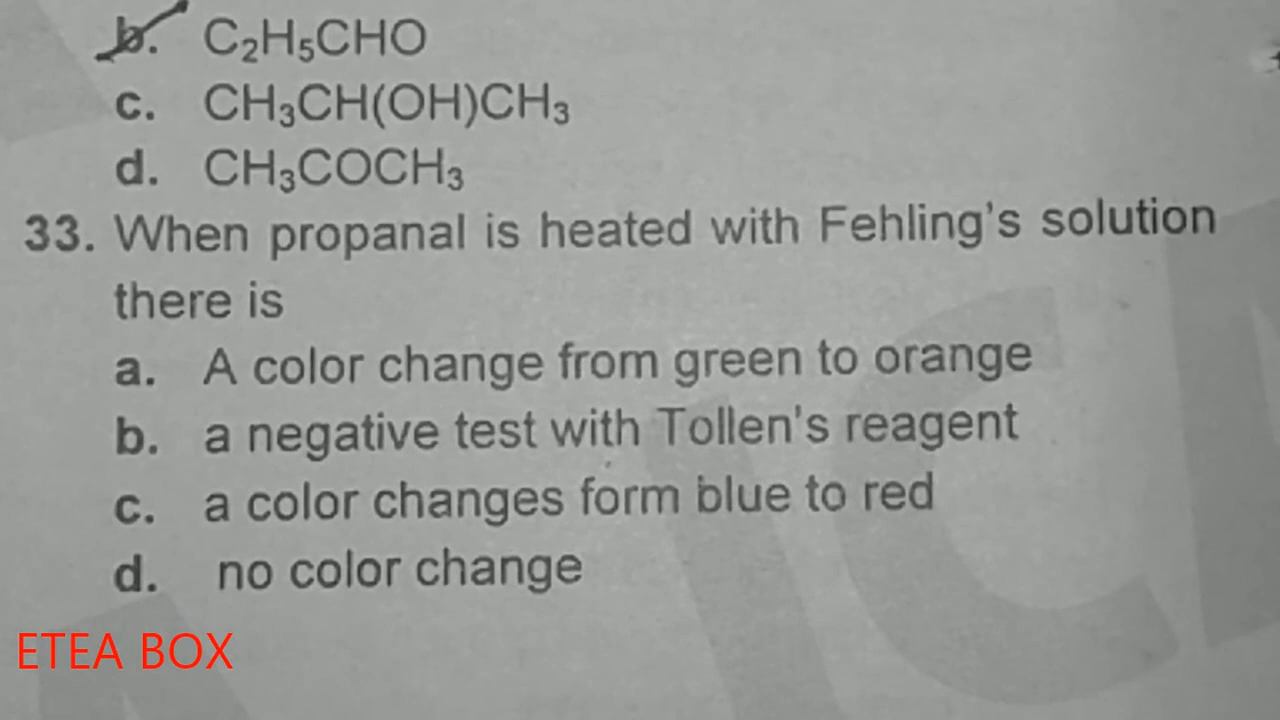 b. C₂H₅CHO
c. CH₃CH(OH)CH₃
d. CH₃COCH₃
33. When propanal is heated with Fehling's solution
there is
a. A color change from green to orange
b. a negative test with Tollen's reagent
c. a color changes form blue to red
d. no color change
ETEA BOX